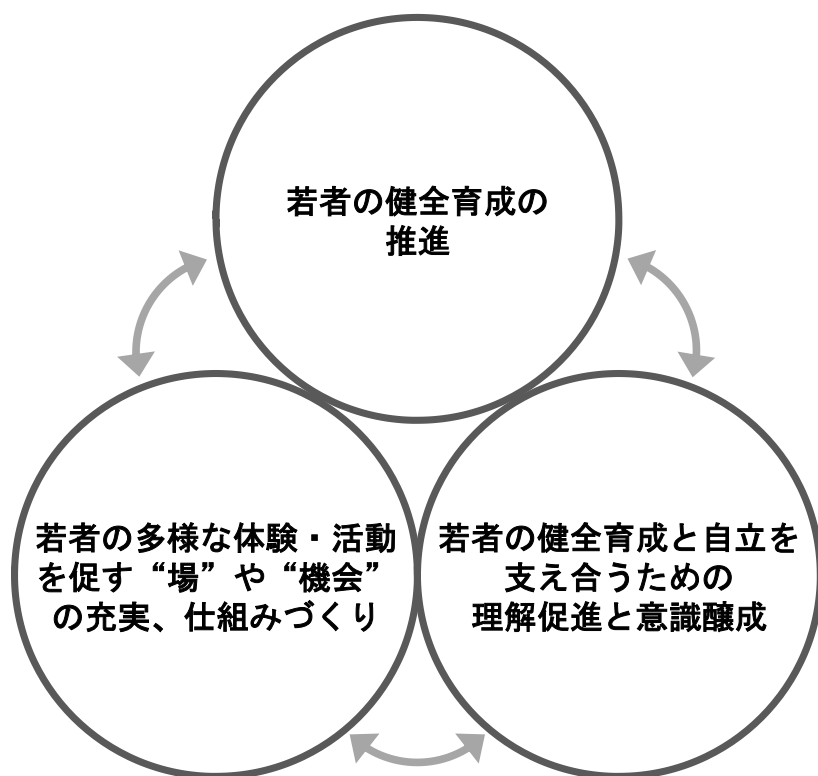 若者の健全育成の
推進
若者の多様な体験・活動
を促す“場”や“機会”
の充実、仕組みづくり
若者の健全育成と自立を
支え合うための
理解促進と意識醸成